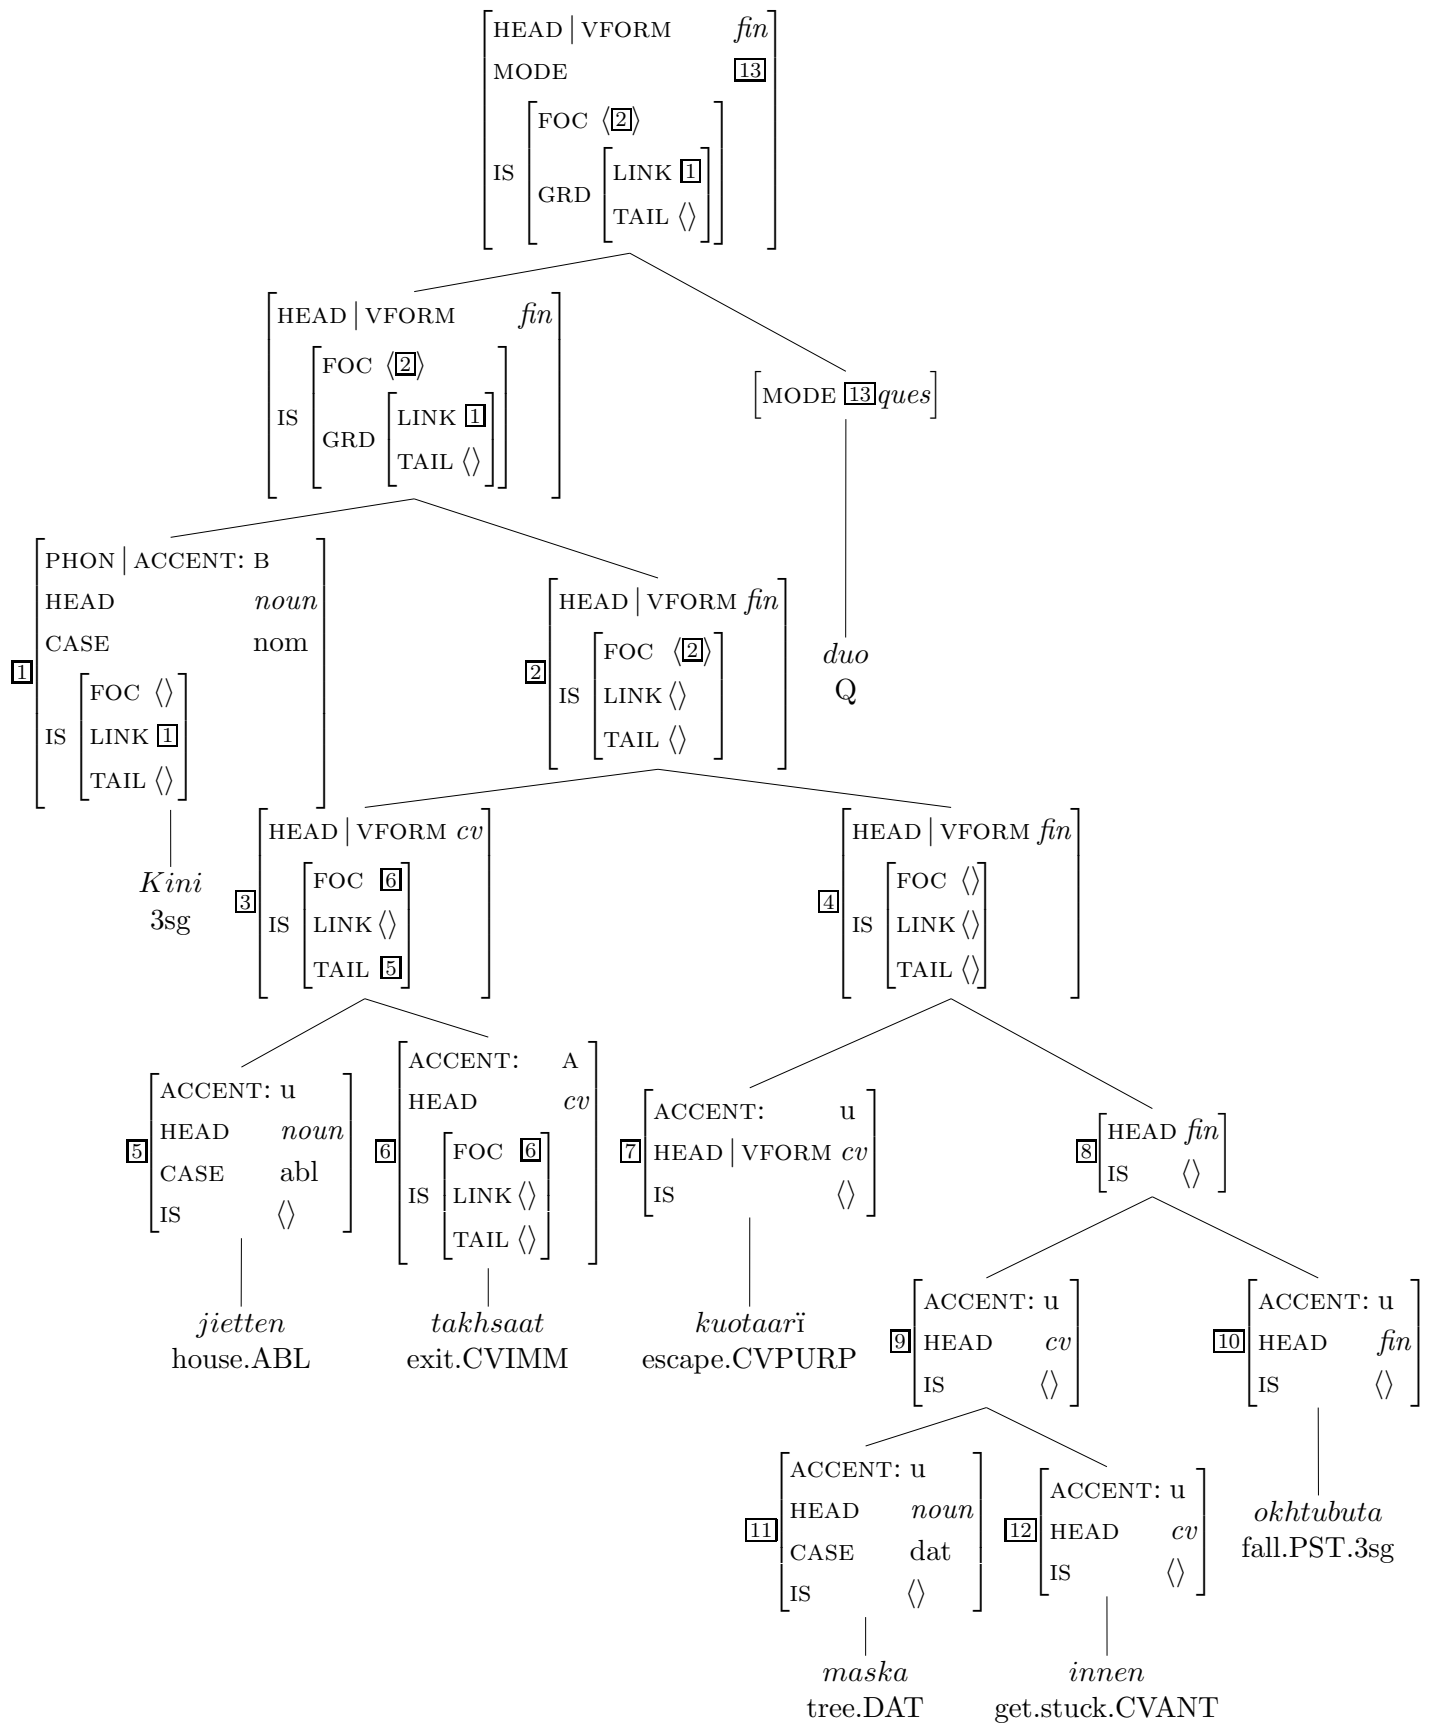 HEAD | VFORM fin
MODE 13
IS FOC ⟨2⟩
GRD LINK 1
TAIL ⟨⟩
HEAD | VFORM fin
IS FOC ⟨2⟩
GRD LINK 1
TAIL ⟨⟩
MODE 13 ques
duo
Q
1 PHON | ACCENT: B
HEAD noun
CASE nom
IS FOC ⟨⟩
LINK 1
TAIL ⟨⟩
Kini
3sg
2 HEAD | VFORM fin
IS FOC ⟨2⟩
LINK ⟨⟩
TAIL ⟨⟩
3 HEAD | VFORM cv
IS FOC 6
LINK ⟨⟩
TAIL 5
4 HEAD | VFORM fin
IS FOC ⟨⟩
LINK ⟨⟩
TAIL ⟨⟩
5 ACCENT: u
HEAD noun
CASE abl
IS ⟨⟩
jietten
house.ABL
6 ACCENT: A
HEAD cv
IS FOC 6
LINK ⟨⟩
TAIL ⟨⟩
takhsaat
exit.CVIMM
7 ACCENT: u
HEAD | VFORM cv
IS ⟨⟩
kuotaarï
escape.CVPURP
8 HEAD fin
IS ⟨⟩
9 ACCENT: u
HEAD cv
IS ⟨⟩
10 ACCENT: u
HEAD fin
IS ⟨⟩
okhtubuta
fall.PST.3sg
11 ACCENT: u
HEAD noun
CASE dat
IS ⟨⟩
maska
tree.DAT
12 ACCENT: u
HEAD cv
IS ⟨⟩
innen
get.stuck.CVANT